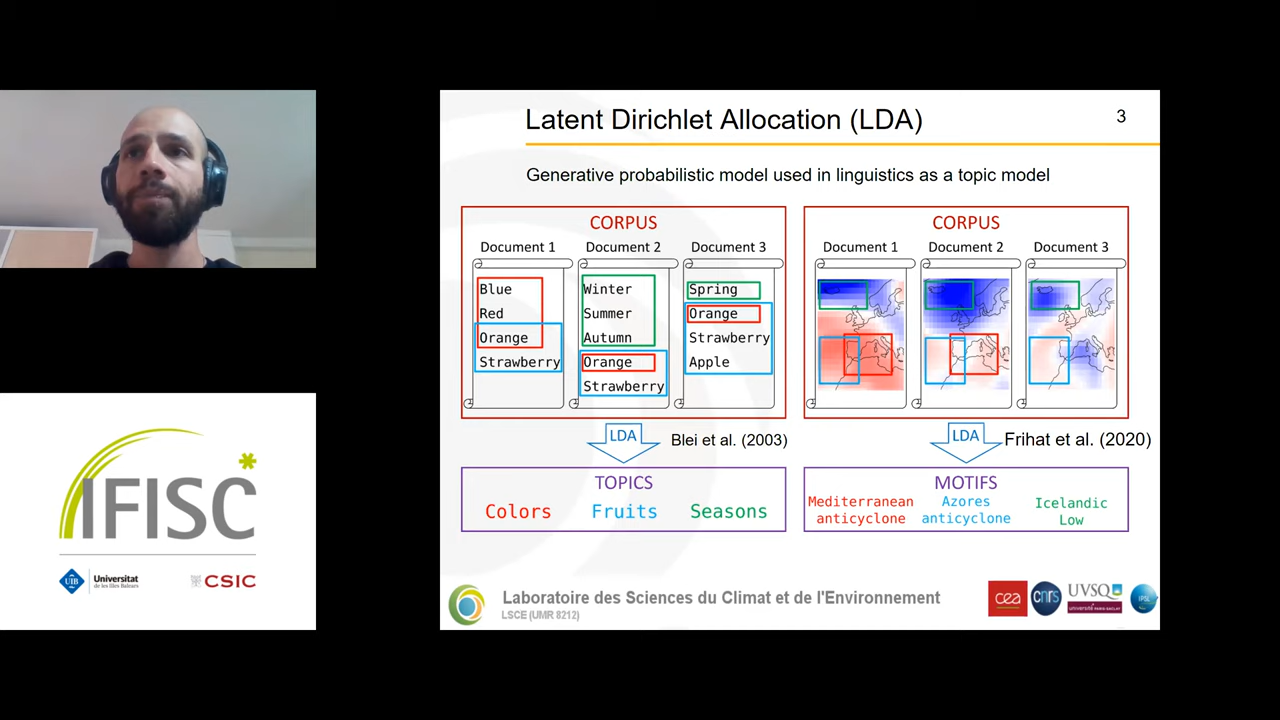 Latent Dirichlet Allocation (LDA)
3
Generative probabilistic model used in linguistics as a topic model
CORPUS
Document 1
Document 2
Document 3
Blue
Red
Orange
Strawberry
Winter
Summer
Autumn
Orange
Strawberry
Spring
Orange
Strawberry
Apple
LDA
Blei et al. (2003)
TOPICS
Colors
Fruits
Seasons
CORPUS
Document 1
Document 2
Document 3
LDA
Frihat et al. (2020)
MOTIFS
Mediterranean
anticyclone
Azores
anticyclone
Icelandic
Low
Laboratoire des Sciences du Climat et de l'Environnement
LSCE (UMR 8212)
cea
cnrs
UVSQ
IPSL
IFISC
UIB
Universitat
de les Illes Balears
CSIC